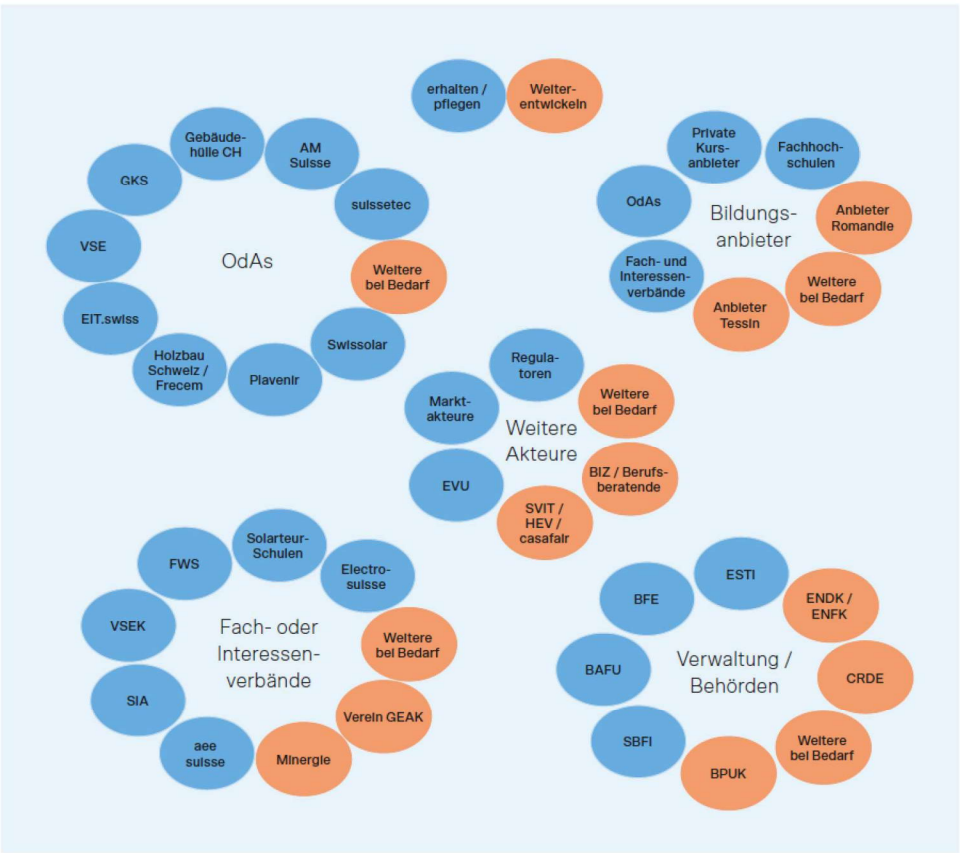 erhalten /
pflegen
Weiter-
entwickeln
OdAs
Gebäude-
hülle CH
AM
Suisse
suissetec
Weitere
bei Bedarf
Swissolar
Plavenir
Holzbau
Schweiz /
Frecem
EIT.swiss
VSE
GKS
Bildungs-
anbieter
Private
Kurs-
anbieter
Fachhoch-
schulen
Anbieter
Romandie
Weitere
bei Bedarf
Anbieter
Tessin
Fach- und
Interessen-
verbände
OdAs
Weitere
Akteure
Regula-
toren
Weitere
bei Bedarf
BIZ / Berufs-
beratende
SVIT /
HEV /
casafair
EVU
Markt-
akteure
Fach- oder
Interessen-
verbände
Solarteur-
Schulen
Electro-
suisse
Weitere
bei Bedarf
Verein GEAK
Minergie
aee
suisse
SIA
VSEK
FWS
Verwaltung /
Behörden
ESTI
ENDK /
ENFK
CRDE
Weitere
bei Bedarf
BPUK
SBFI
BAFU
BFE